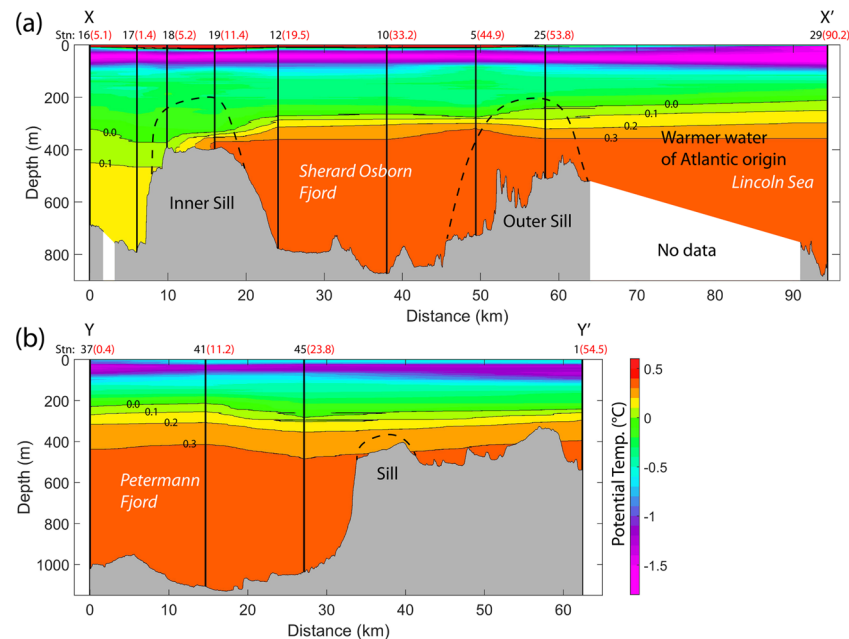 (a)
X X'
Stn: 16(5.1) 17(1.4) 18(5.2) 19(11.4) 12(19.5) 10(33.2) 5(44.9) 25(53.8) 29(90.2)
0
200
400
600
800
Depth (m)
0.0
0.1
0.0
0.1
0.2
0.3
Warmer water
of Atlantic origin
Sherard Osborn
Fjord
Lincoln Sea
Inner Sill
Outer Sill
No data
0 10 20 30 40 50 60 70 80 90
Distance (km)
(b)
Y Y'
Stn: 37(0.4) 41(11.2) 45(23.8) 1(54.5)
0
200
400
600
800
1000
Depth (m)
0.0
0.1
0.2
0.3
Petermann
Fjord
Sill
0 10 20 30 40 50 60
Distance (km)
0.5
0
-0.5
-1
-1.5
Potential Temp. (°C)